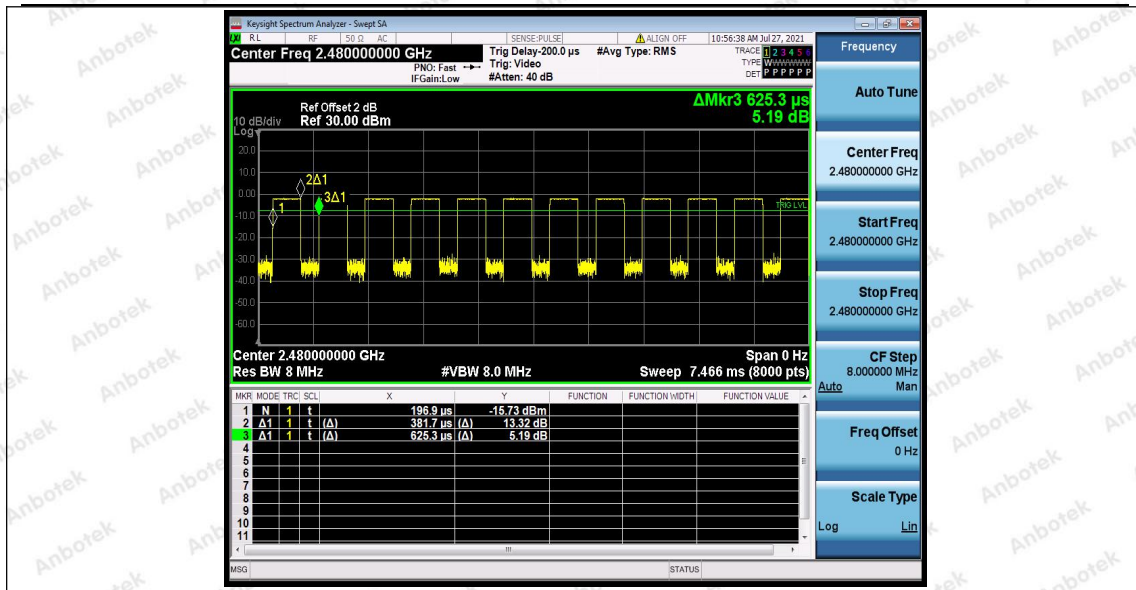 Keysight Spectrum Analyzer - Swept SA
LXI RL RF 50 Ω AC SENSE:PULSE ALIGN OFF 10:56:38 AM Jul 27, 2021
Center Freq 2.480000000 GHz
PNO: Fast
IFGain:Low
Trig Delay-200.0 µs
Trig: Video
#Atten: 40 dB
#Avg Type: RMS
TRACE 1 2 3 4 5 6
TYPE WWWWWW
DET P P P P P P
Frequency
Auto Tune
Center Freq
2.480000000 GHz
Start Freq
2.480000000 GHz
Stop Freq
2.480000000 GHz
CF Step
8.000000 MHz
Auto Man
Freq Offset
0 Hz
Scale Type
Log Lin
ΔMkr3 625.3 µs
5.19 dB
Ref Offset 2 dB
10 dB/div Ref 30.00 dBm
Log
20.0
10.0
0.00
-10.0
-20.0
-30.0
-40.0
-50.0
-60.0
2Δ1
3Δ1
1
TRIG LVL
Center 2.480000000 GHz Span 0 Hz
Res BW 8 MHz #VBW 8.0 MHz Sweep 7.466 ms (8000 pts)
MKR MODE TRC SCL X Y FUNCTION FUNCTION WIDTH FUNCTION VALUE
1 N 1 t 196.9 µs -15.73 dBm
2 Δ1 1 t (Δ) 381.7 µs (Δ) 13.32 dB
3 Δ1 1 t (Δ) 625.3 µs (Δ) 5.19 dB
4
5
6
7
8
9
10
11
MSG STATUS
Anbotek